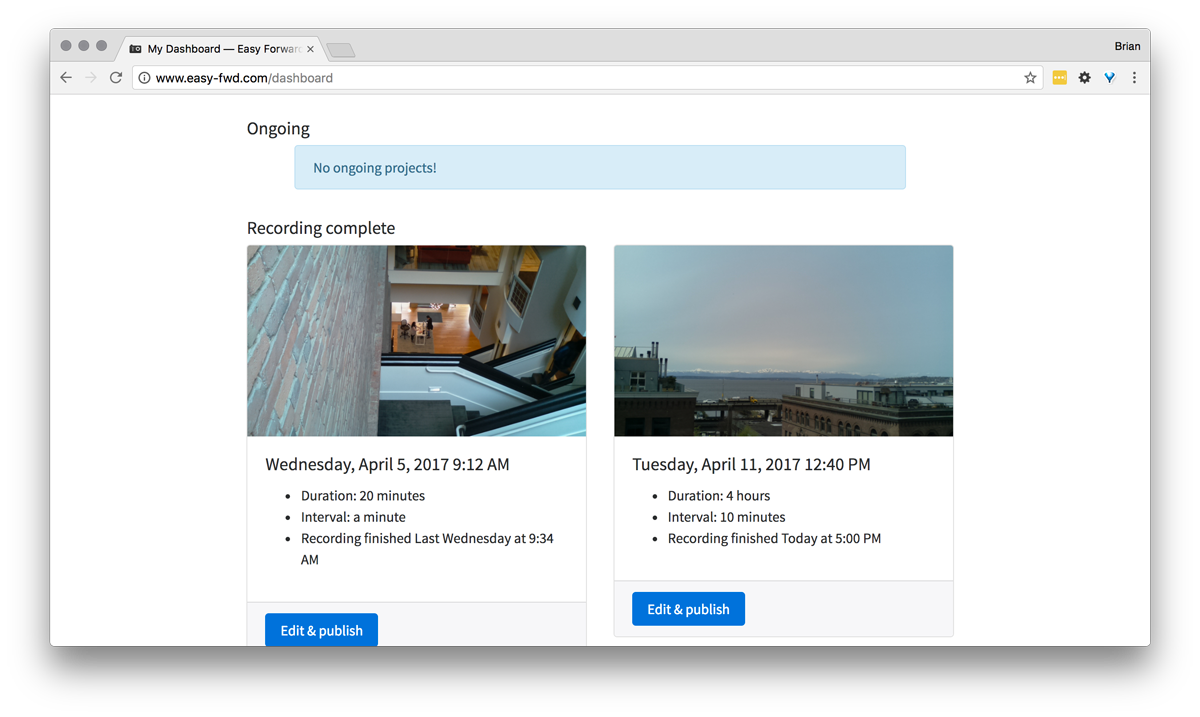 My Dashboard — Easy Forward
Brian
www.easy-fwd.com/dashboard
Ongoing
No ongoing projects!
Recording complete
Wednesday, April 5, 2017 9:12 AM
Duration: 20 minutes
Interval: a minute
Recording finished Last Wednesday at 9:34
AM
Edit & publish
Tuesday, April 11, 2017 12:40 PM
Duration: 4 hours
Interval: 10 minutes
Recording finished Today at 5:00 PM
Edit & publish